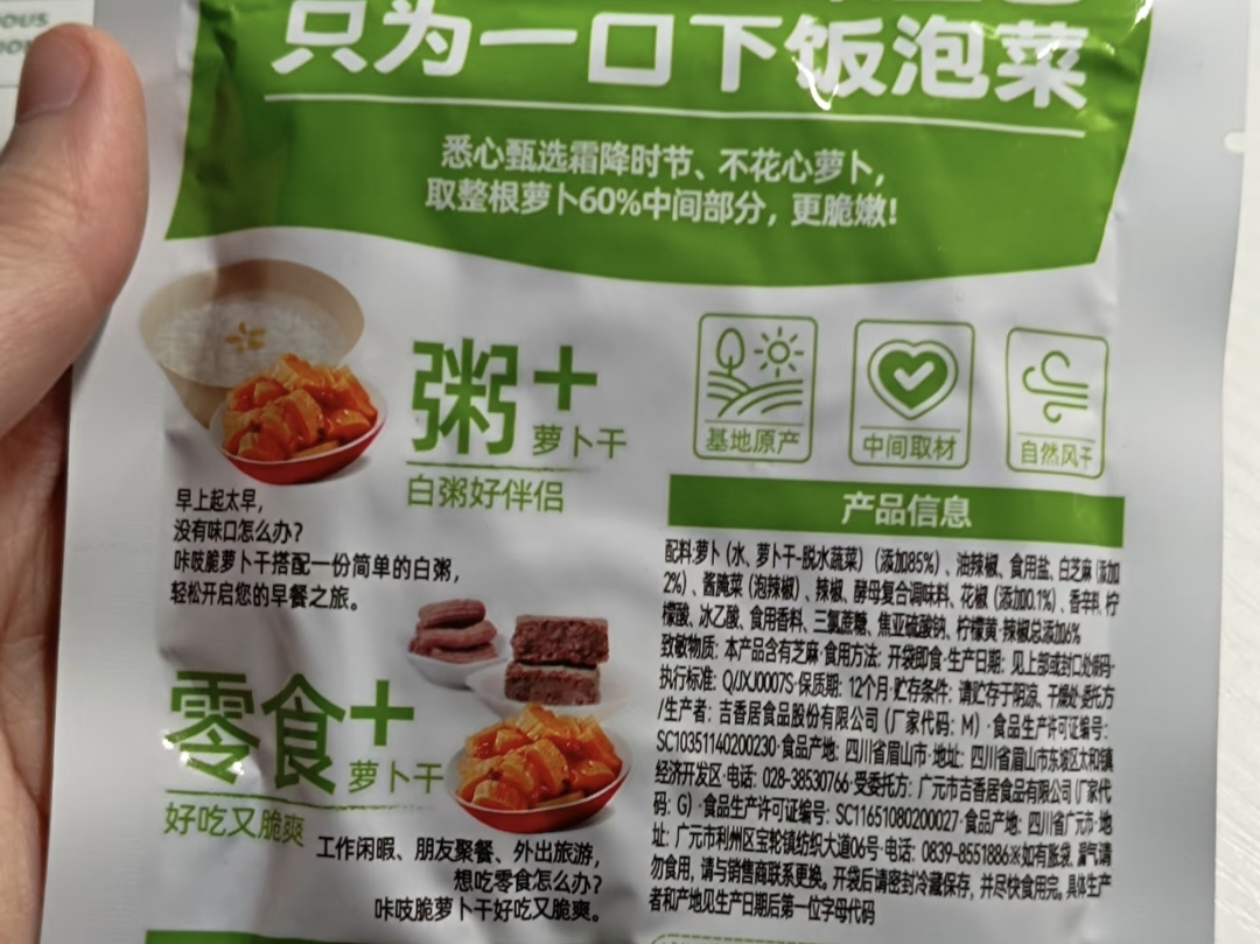 只为一口下饭泡菜
悉心甄选霜降时节、不花心萝卜，
取整根萝卜60%中间部分，更脆嫩!
粥+
萝卜干
白粥好伴侣
早上起太早，
没有味口怎么办？
咔吱脆萝卜干搭配一份简单的白粥，
轻松开启您的早餐之旅。
零食+
萝卜干
好吃又脆爽
工作闲暇、朋友聚餐、外出旅游，
想吃零食怎么办？
咔吱脆萝卜干好吃又脆爽。
基地原产
中间取材
自然风干
产品信息
配料:萝卜（水、萝卜干-脱水蔬菜）（添加85%）、油辣椒、食用盐、白芝麻（添加
2%）、酱腌菜（泡辣椒）、辣椒、酵母复合调味料、花椒（添加0.1%）、香辛料、柠
檬酸、冰乙酸、食用香料、三氯蔗糖、焦亚硫酸钠、柠檬黄·辣椒总添加6%
致敏物质：本产品含有芝麻·食用方法：开袋即食·生产日期：见上部或封口处喷码·
执行标准：Q/JXJ0007S·保质期：12个月·贮存条件：请贮存于阴凉、干燥处·委托方
/生产者：吉香居食品股份有限公司（厂家代码：M）·食品生产许可证编号：
SC10351140200230·食品产地：四川省眉山市·地址：四川省眉山市东坡区太和镇
经济开发区·电话：028-38530766·受委托方：广元市吉香居食品有限公司（厂家代
码：G）·食品生产许可证编号：SC11651080200027·食品产地：四川省广元市·地
址：广元市利州区宝轮镇纺织大道06号·电话：0839-8551886※如有胀袋、漏气请
勿食用，请与销售商联系更换。开袋后请密封冷藏保存，并尽快食用完。具体生产
者和产地见生产日期后第一位字母代码